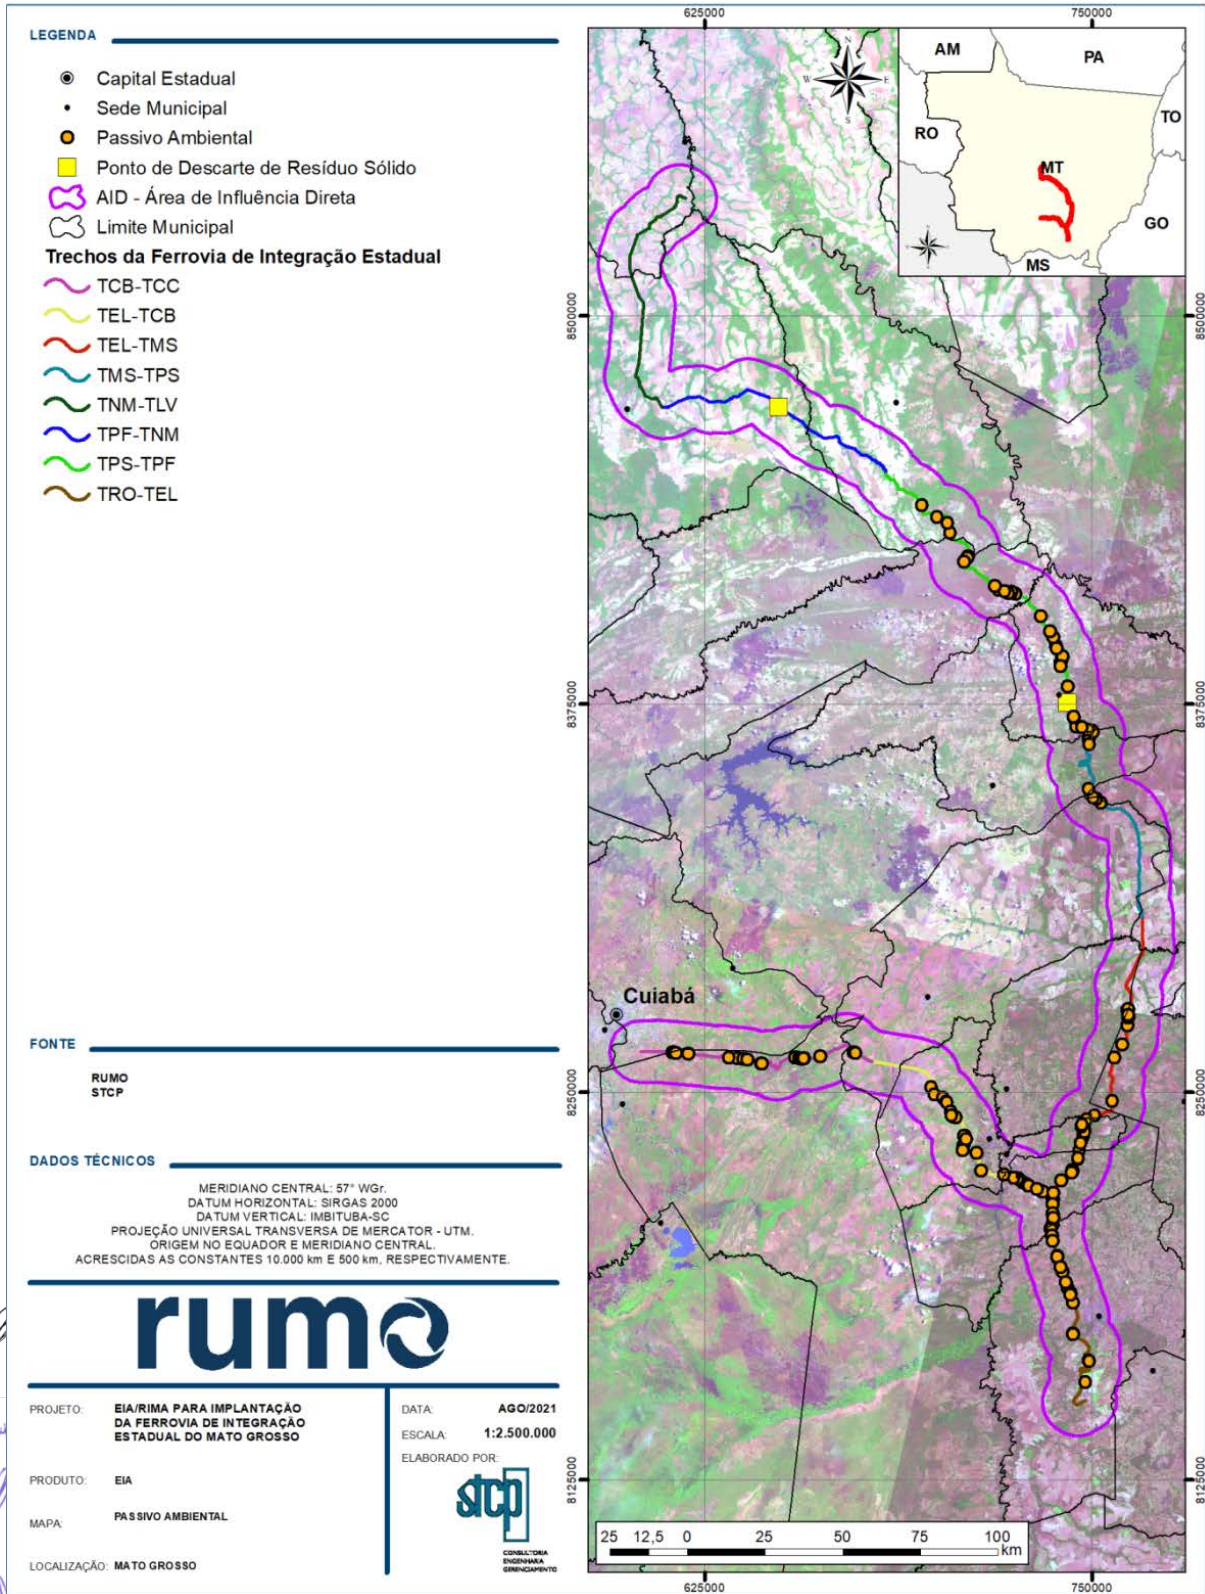 LEGENDA
Capital Estadual
Sede Municipal
Passivo Ambiental
Ponto de Descarte de Resíduo Sólido
AID - Área de Influência Direta
Limite Municipal
Trechos da Ferrovia de Integração Estadual
TCB-TCC
TEL-TCB
TEL-TMS
TMS-TPS
TNM-TLV
TPF-TNM
TPS-TPF
TRO-TEL
FONTE
RUMO
STCP
DADOS TÉCNICOS
MERIDIANO CENTRAL: 57° WGr.
DATUM HORIZONTAL: SIRGAS 2000
DATUM VERTICAL: IMBITUBA-SC
PROJEÇÃO UNIVERSAL TRANSVERSA DE MERCATOR - UTM.
ORIGEM NO EQUADOR E MERIDIANO CENTRAL.
ACRESCIDAS AS CONSTANTES 10.000 km E 500 km, RESPECTIVAMENTE.
rumo
PROJETO: EIA/RIMA PARA IMPLANTAÇÃO
DA FERROVIA DE INTEGRAÇÃO
ESTADUAL DO MATO GROSSO
PRODUTO: EIA
MAPA: PASSIVO AMBIENTAL
LOCALIZAÇÃO: MATO GROSSO
DATA: AGO/2021
ESCALA: 1:2.500.000
ELABORADO POR:
stcp
CONSULTORIA
ENGENHARIA
GERENCIAMENTO
625000 750000
N
W E
S
AM
PA
RO
TO
MT
GO
MS
8500000 8500000
8375000 8375000
Cuiabá
8250000 8250000
8125000 8125000
25 12,5 0 25 50 75 100
km
625000 750000